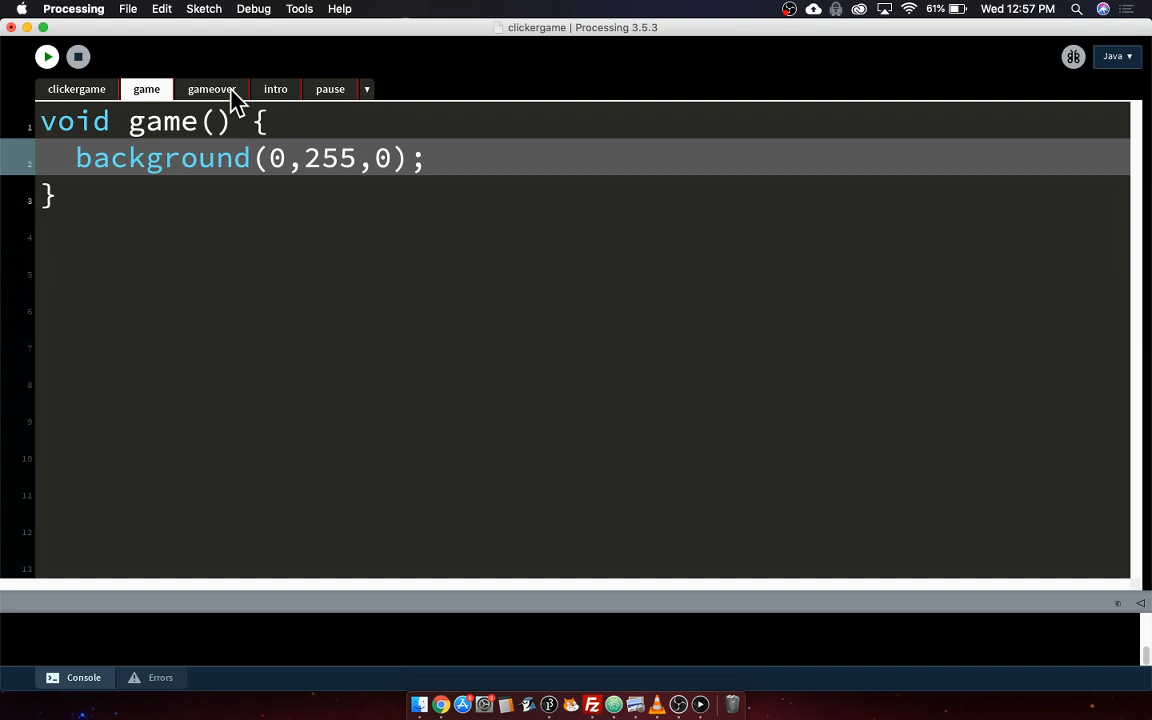 Processing File Edit Sketch Debug Tools Help 61% Wed 12:57 PM
clickergame | Processing 3.5.3
Java ▾
clickergame game gameover intro pause ▾
1 void game() {
2 background(0,255,0);
3 }
4
5
6
7
8
9
10
11
12
13
Console Errors